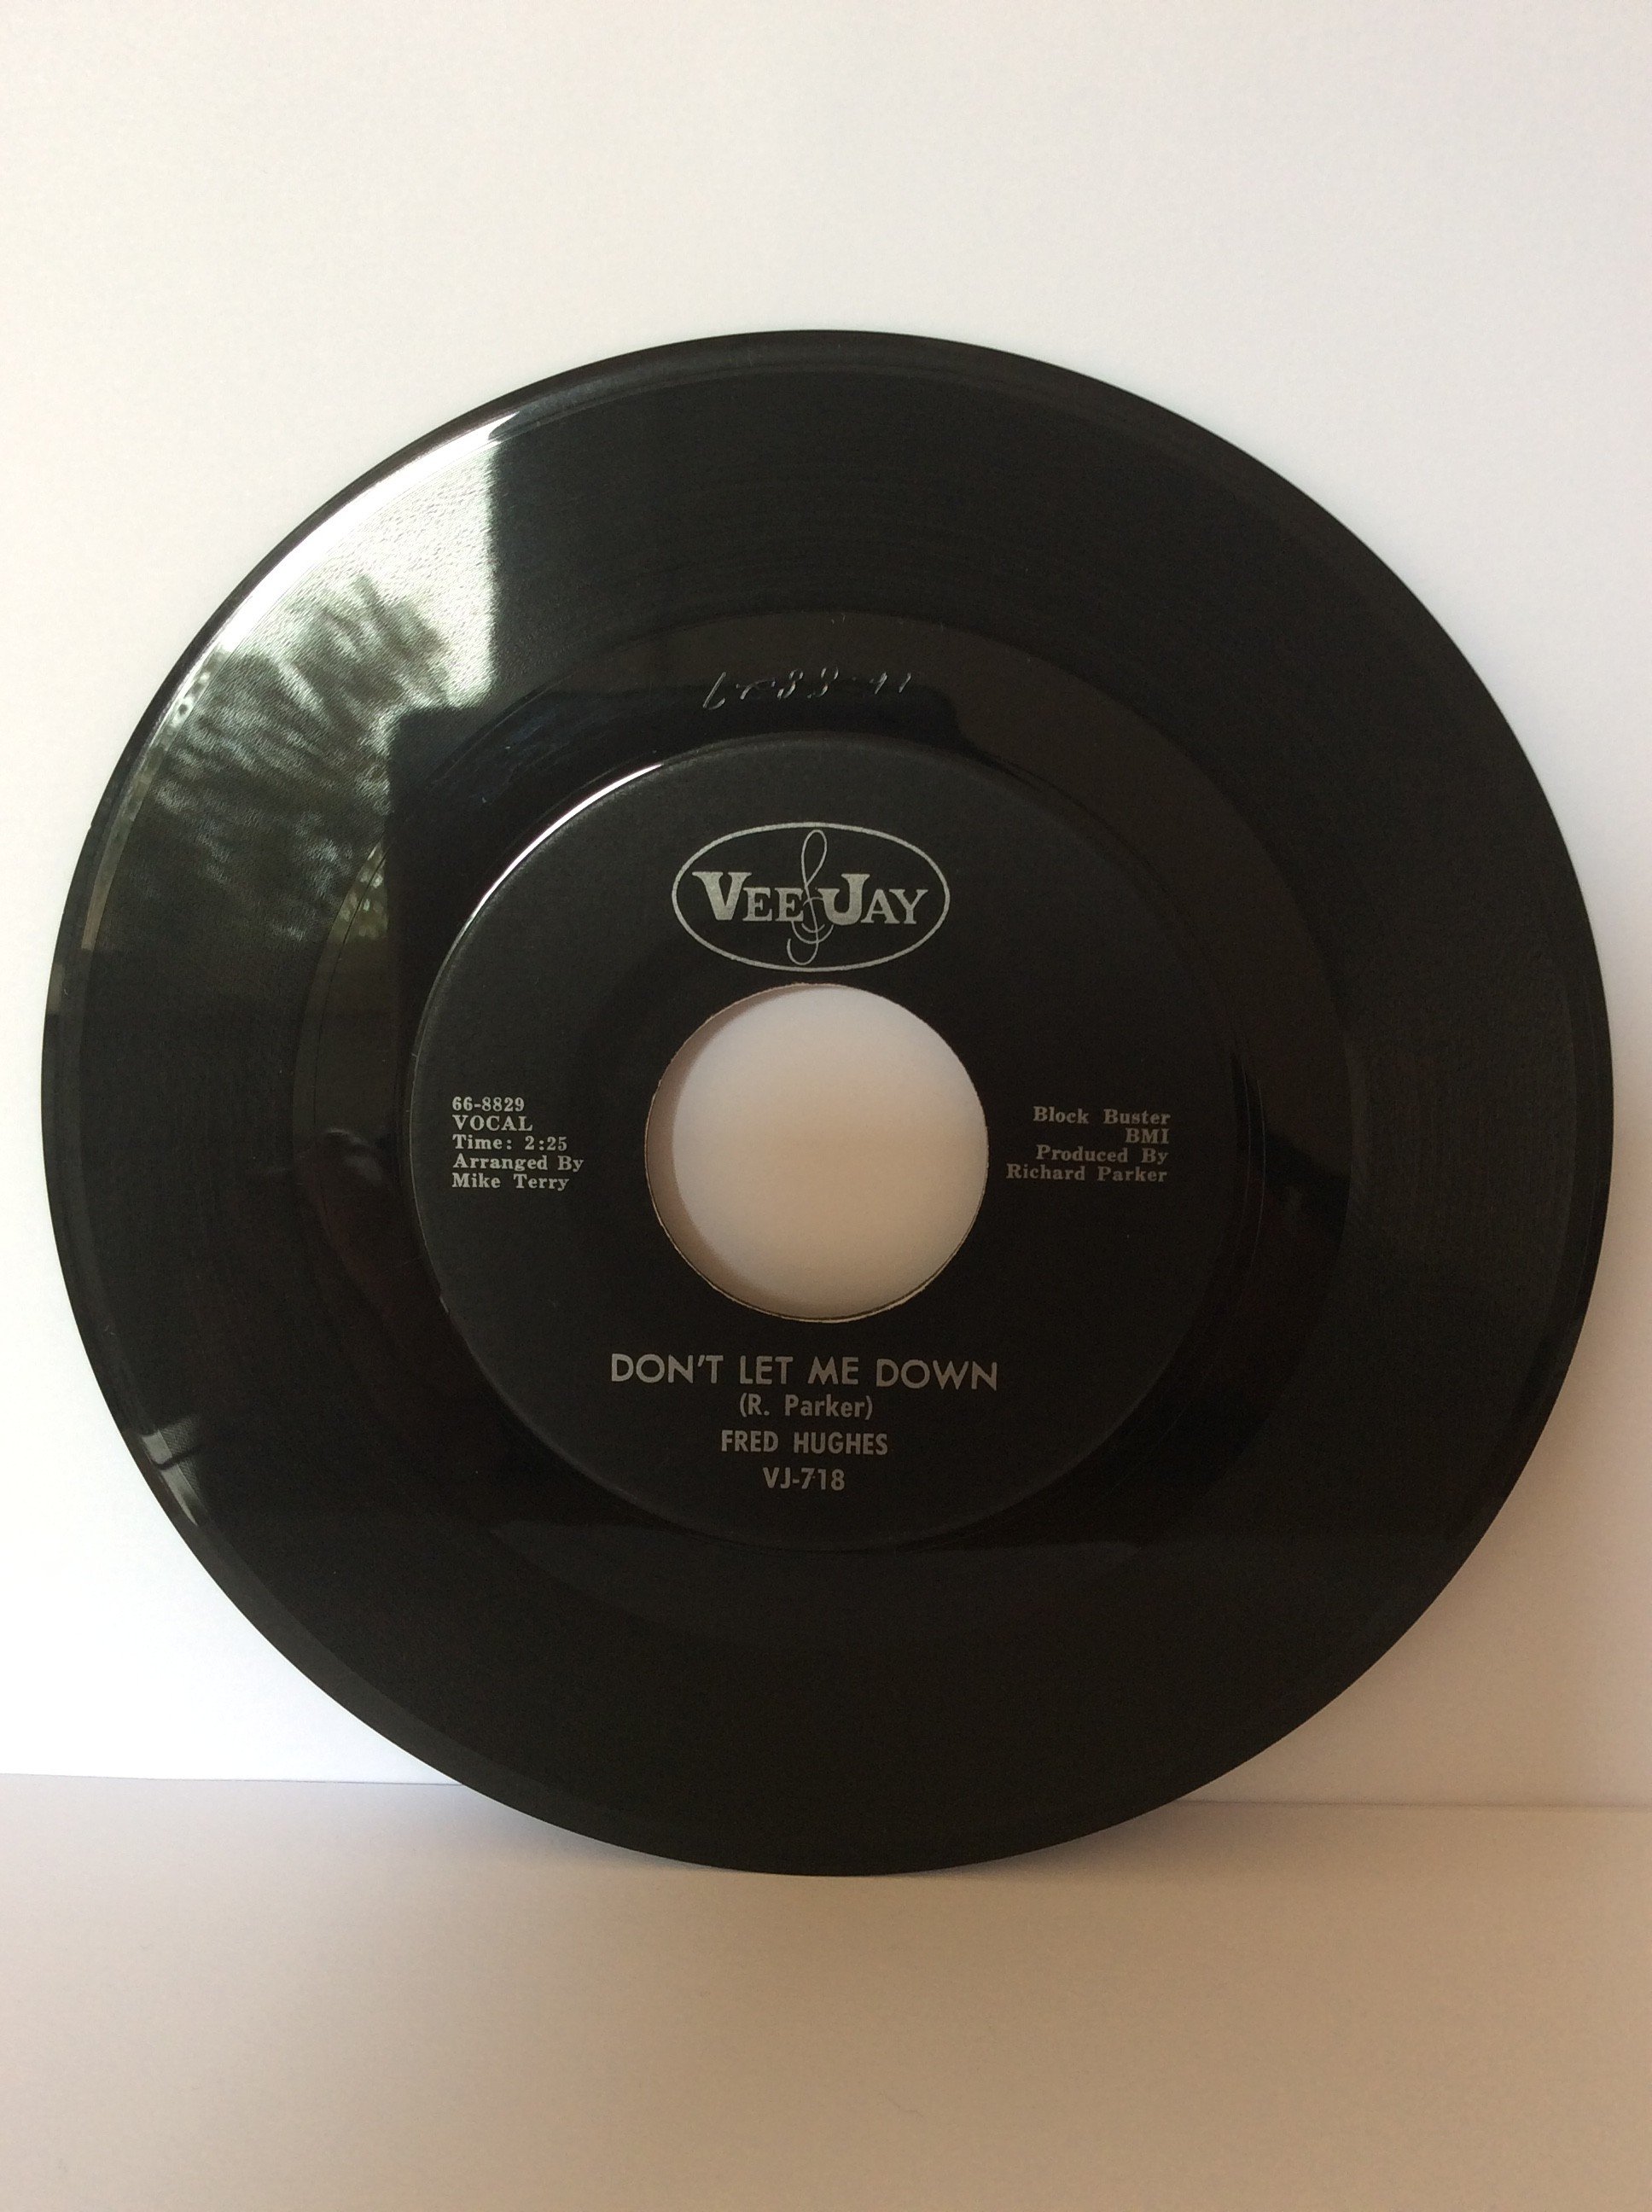 VEE JAY
66-8829
VOCAL
Time: 2:25
Arranged By
Mike Terry
Block Buster
BMI
Produced By
Richard Parker
DON'T LET ME DOWN
(R. Parker)
FRED HUGHES
VJ-718